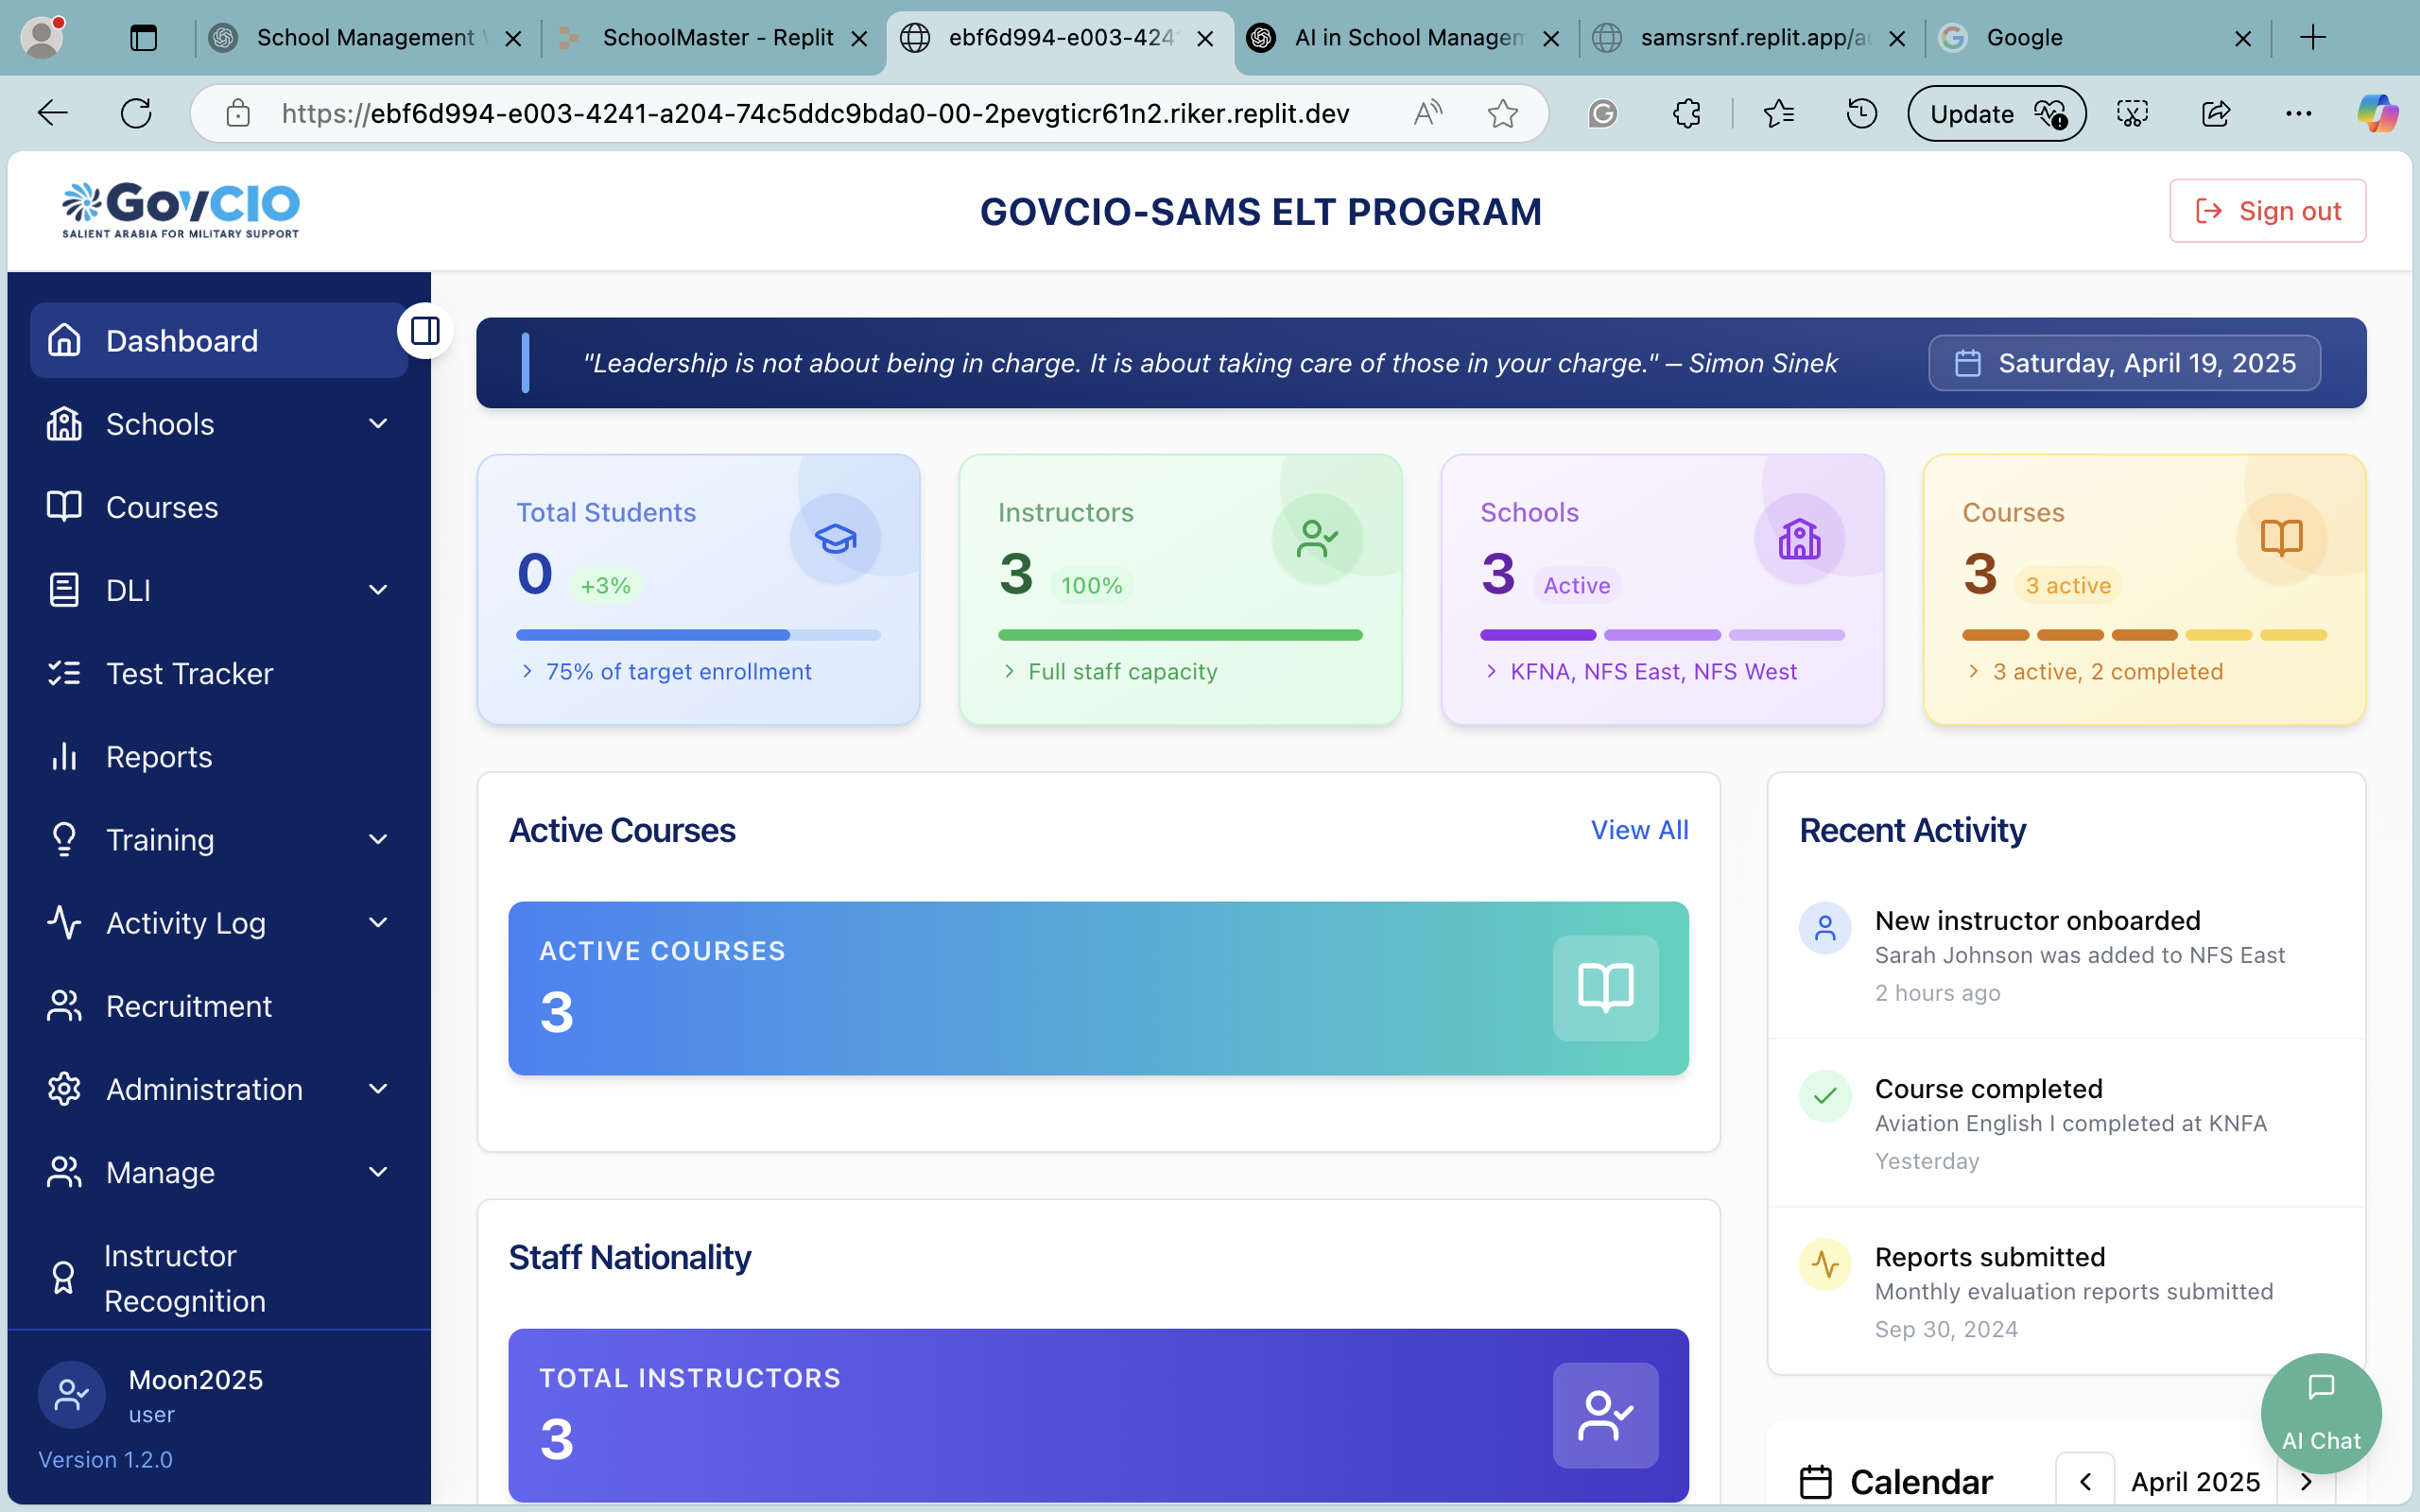 School Management
SchoolMaster - Replit
ebf6d994-e003-424
AI in School Managem
samsrsnf.replit.app/au
Google
https://ebf6d994-e003-4241-a204-74c5ddc9bda0-00-2pevgticr61n2.riker.replit.dev
Update
GovCIO
SALIENT ARABIA FOR MILITARY SUPPORT
GOVCIO-SAMS ELT PROGRAM
Sign out
Dashboard
Schools
Courses
DLI
Test Tracker
Reports
Training
Activity Log
Recruitment
Administration
Manage
Instructor
Recognition
Moon2025
user
Version 1.2.0
"Leadership is not about being in charge. It is about taking care of those in your charge." — Simon Sinek
Saturday, April 19, 2025
Total Students
0 +3%
75% of target enrollment
Instructors
3 100%
Full staff capacity
Schools
3 Active
KFNA, NFS East, NFS West
Courses
3 3 active
3 active, 2 completed
Active Courses
View All
ACTIVE COURSES
3
Staff Nationality
TOTAL INSTRUCTORS
3
Recent Activity
New instructor onboarded
Sarah Johnson was added to NFS East
2 hours ago
Course completed
Aviation English I completed at KNFA
Yesterday
Reports submitted
Monthly evaluation reports submitted
Sep 30, 2024
AI Chat
Calendar
April 2025